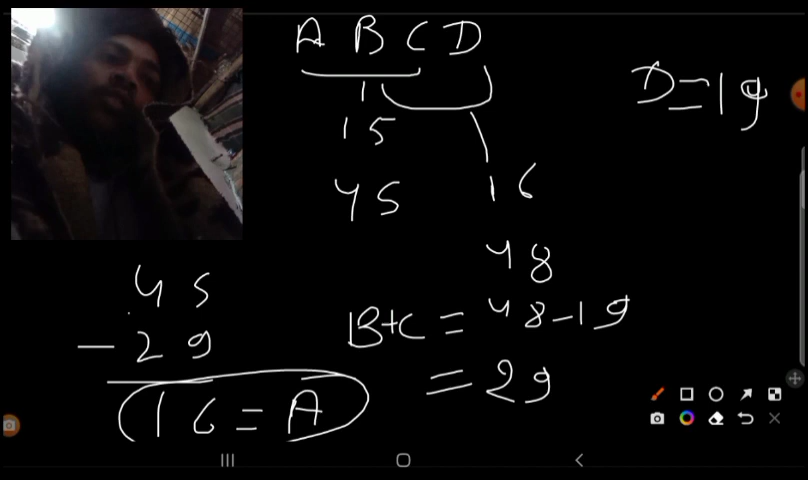 A B C D
D = 19
15
45
16
48
B+C = 48-19
= 29
45
- 29
16 = A